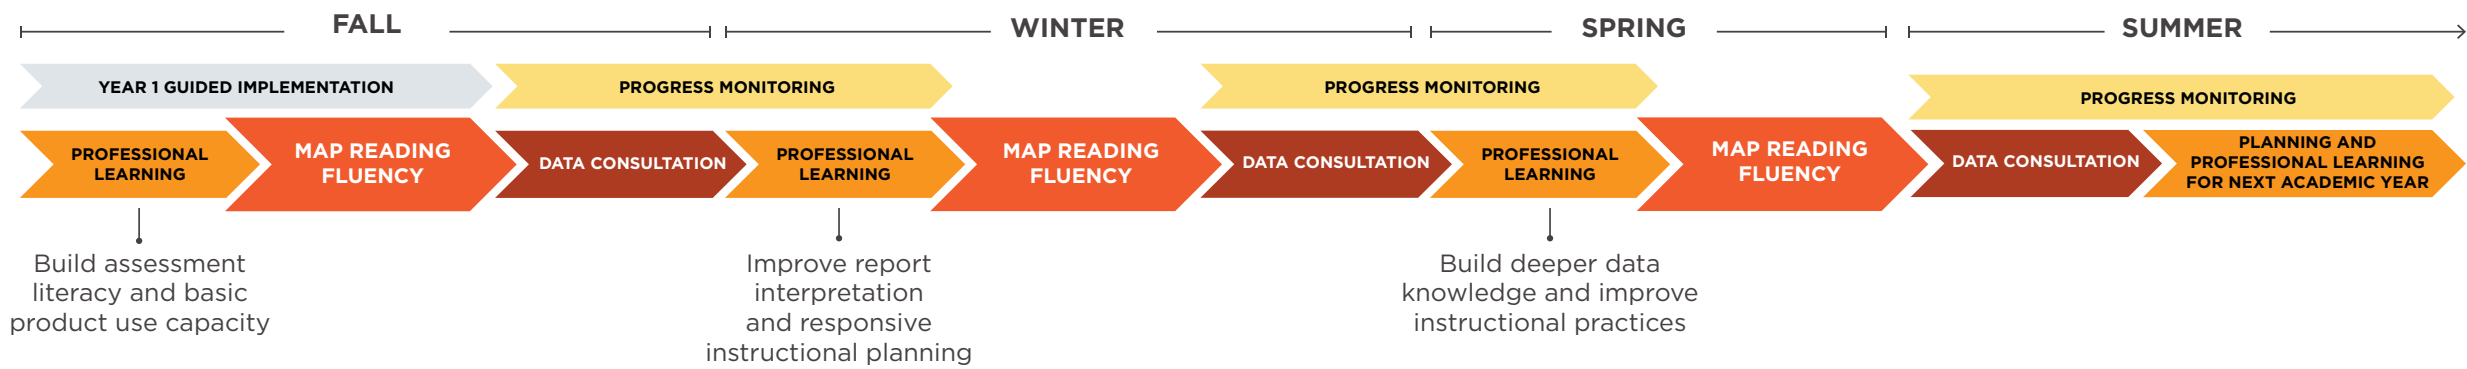 FALL
WINTER
SPRING
SUMMER
YEAR 1 GUIDED IMPLEMENTATION
PROGRESS MONITORING
PROGRESS MONITORING
PROGRESS MONITORING
PROFESSIONAL
LEARNING
MAP READING
FLUENCY
DATA CONSULTATION
PROFESSIONAL
LEARNING
MAP READING
FLUENCY
DATA CONSULTATION
PROFESSIONAL
LEARNING
MAP READING
FLUENCY
DATA CONSULTATION
PLANNING AND
PROFESSIONAL LEARNING
FOR NEXT ACADEMIC YEAR
Build assessment
literacy and basic
product use capacity
Improve report
interpretation
and responsive
instructional planning
Build deeper data
knowledge and improve
instructional practices